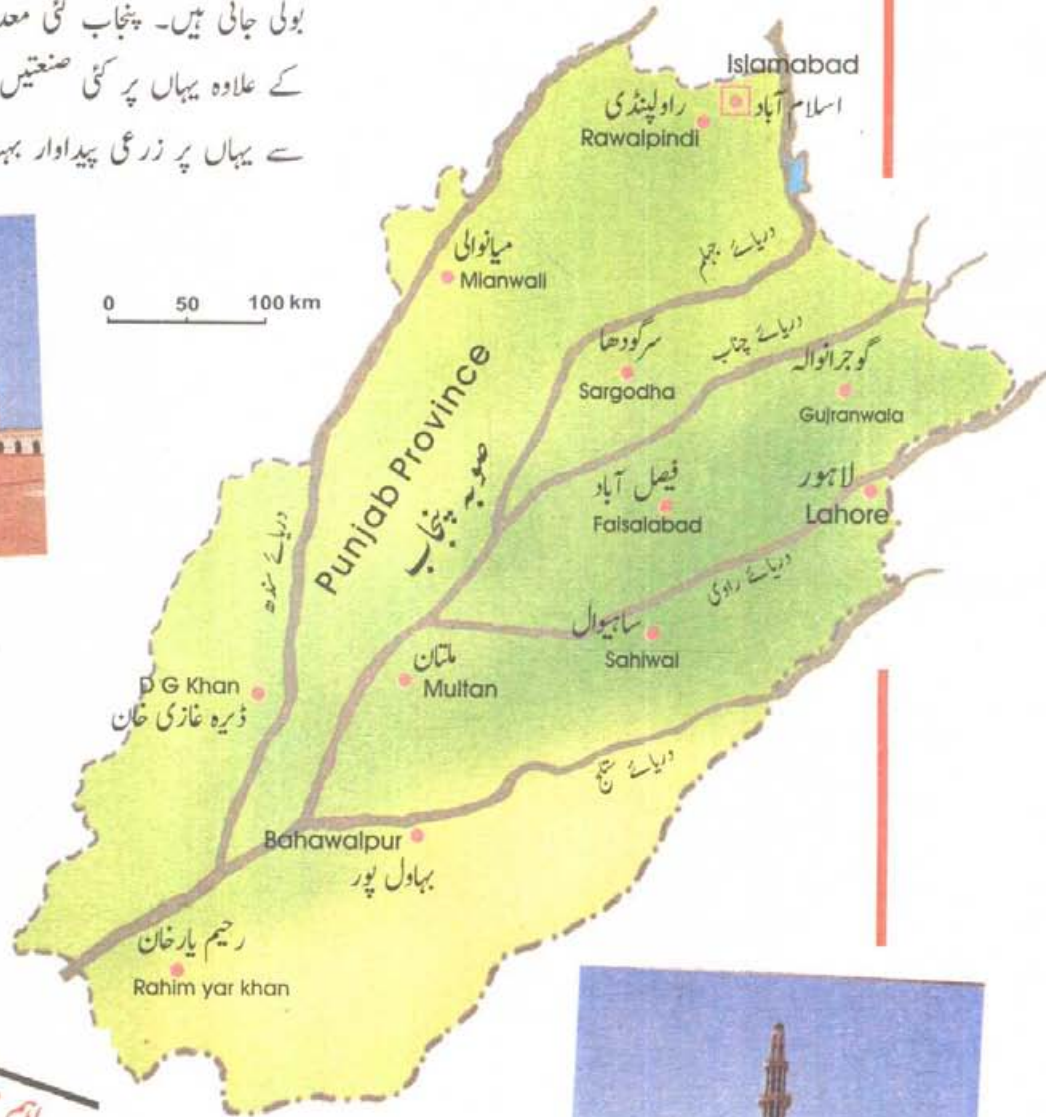 بولی جاتی ہیں۔ پنجاب کئی
کے علاوہ یہاں پر کئی صنعتیں
سے یہاں پر زرعی پیداوار
Islamabad
اسلام آباد
راولپنڈی
Rawalpindi
میانوالی
Mianwali
0 50 100 km
دریائے جہلم
سرگودھا
Sargodha
دریائے چناب
گوجرانوالہ
Gujranwala
Punjab Province
صوبہ پنجاب
فیصل آباد
Faisalabad
لاہور
Lahore
دریائے سندھ
دریائے راوی
ساہیوال
Sahiwal
ملتان
Multan
D G Khan
ڈیرہ غازی خان
دریائے ستلج
Bahawalpur
بہاول پور
رحیم یار خان
Rahim yar khan